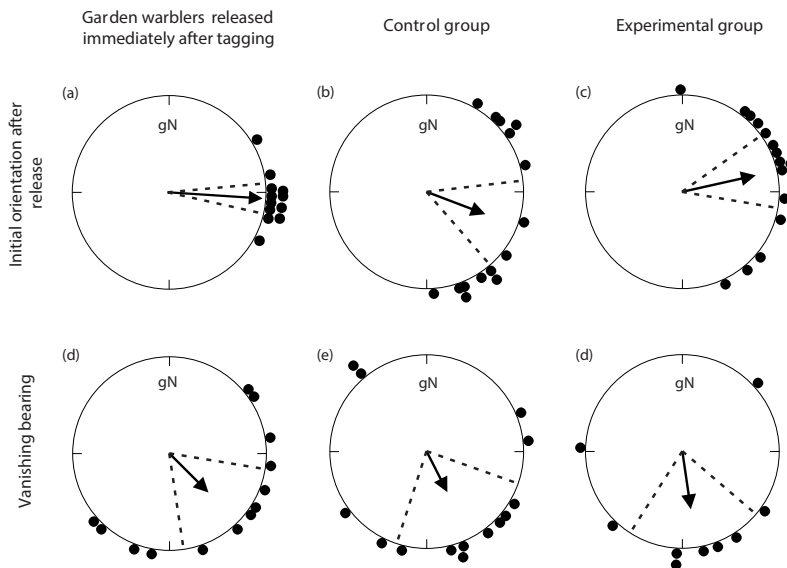 Garden warblers released
immediately after tagging
Control group
Experimental group
Initial orientation after
release
(a)
gN
(b)
gN
(c)
gN
Vanishing bearing
(d)
gN
(e)
gN
(d)
gN